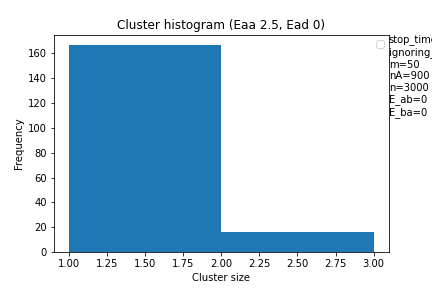 Cluster histogram (Eaa 2.5, Ead 0)
stop_time
ignoring_
m=50
nA=900
n=3000
E_ab=0
E_ba=0
Frequency
160
140
120
100
80
60
40
20
0
1.00 1.25 1.50 1.75 2.00 2.25 2.50 2.75 3.00
Cluster size